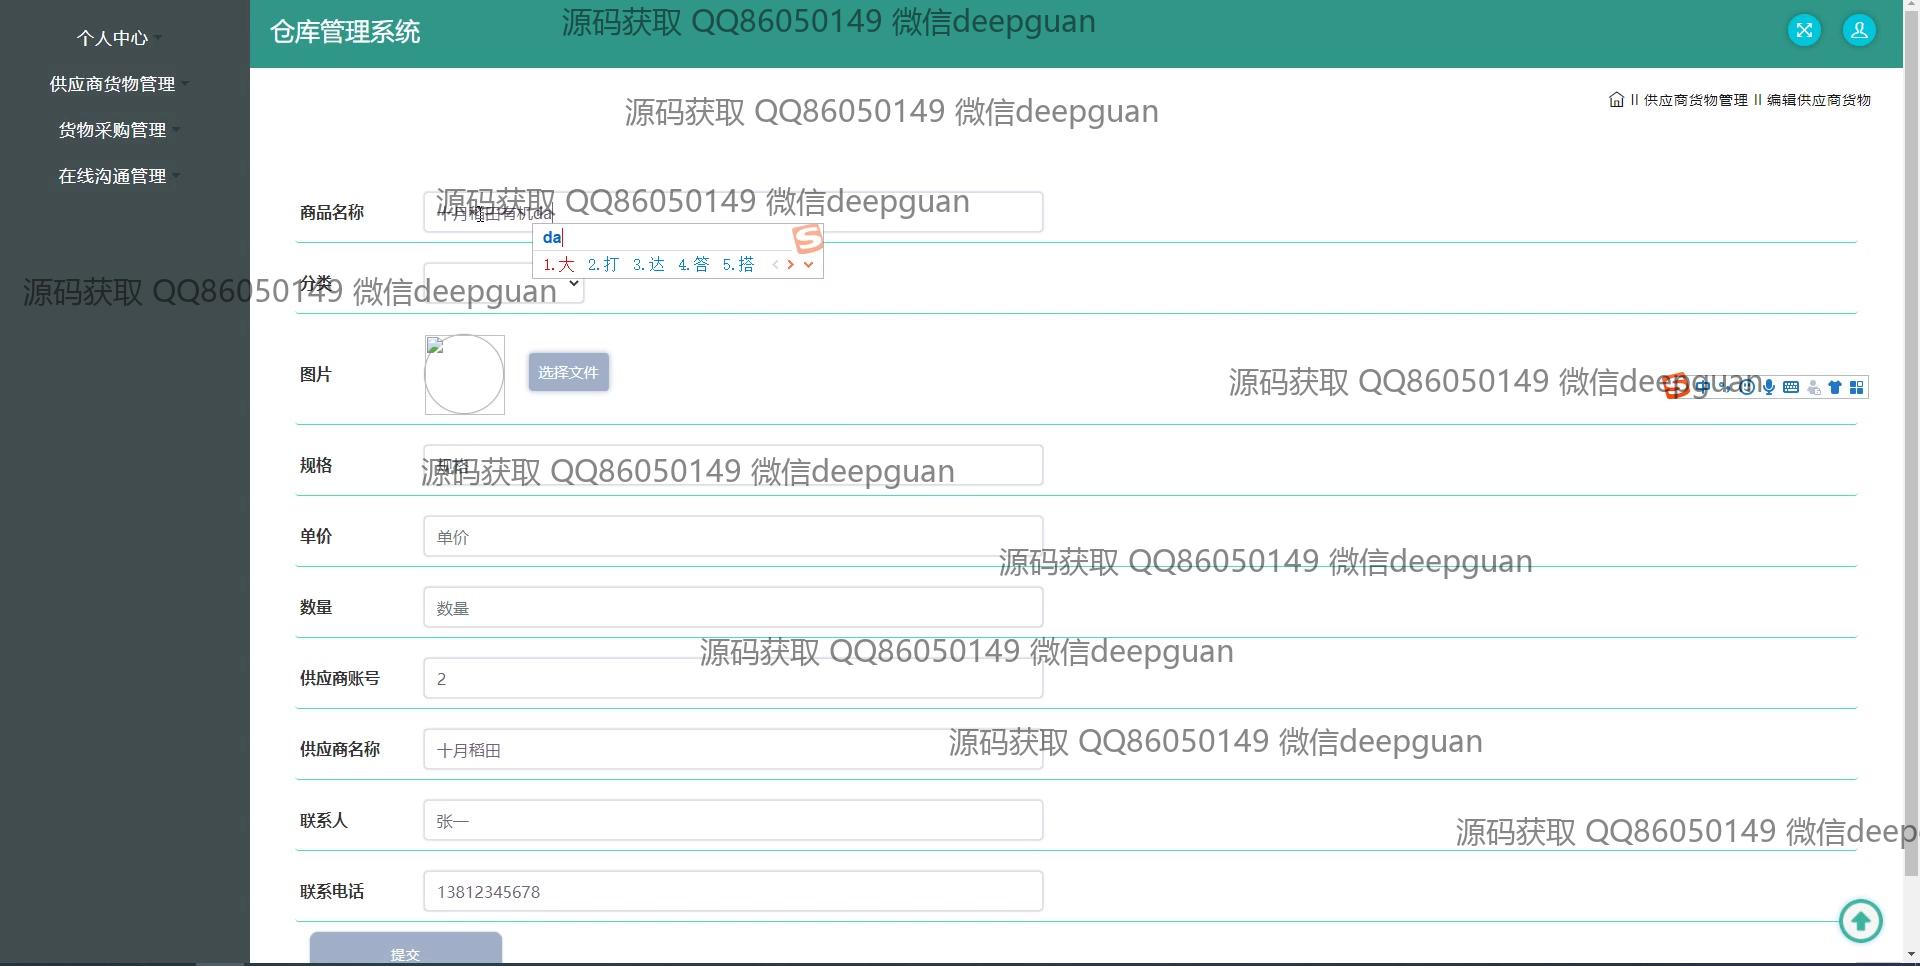 个人中心
供应商货物管理
货物采购管理
在线沟通管理
仓库管理系统
源码获取 QQ86050149 微信deepguan
源码获取 QQ86050149 微信deepguan
供应商货物管理 II 编辑供应商货物
源码获取 QQ86050149 微信deepguan
商品名称
十月稻田有机da
da
1.大 2.打 3.达 4.答 5.搭
分类
源码获取 QQ86050149 微信deepguan
图片
选择文件
源码获取 QQ86050149 微信deepguan
中
规格
规格
源码获取 QQ86050149 微信deepguan
单价
单价
源码获取 QQ86050149 微信deepguan
数量
数量
源码获取 QQ86050149 微信deepguan
供应商账号
2
供应商名称
十月稻田
源码获取 QQ86050149 微信deepguan
联系人
张一
源码获取 QQ86050149 微信deep
联系电话
13812345678
提交